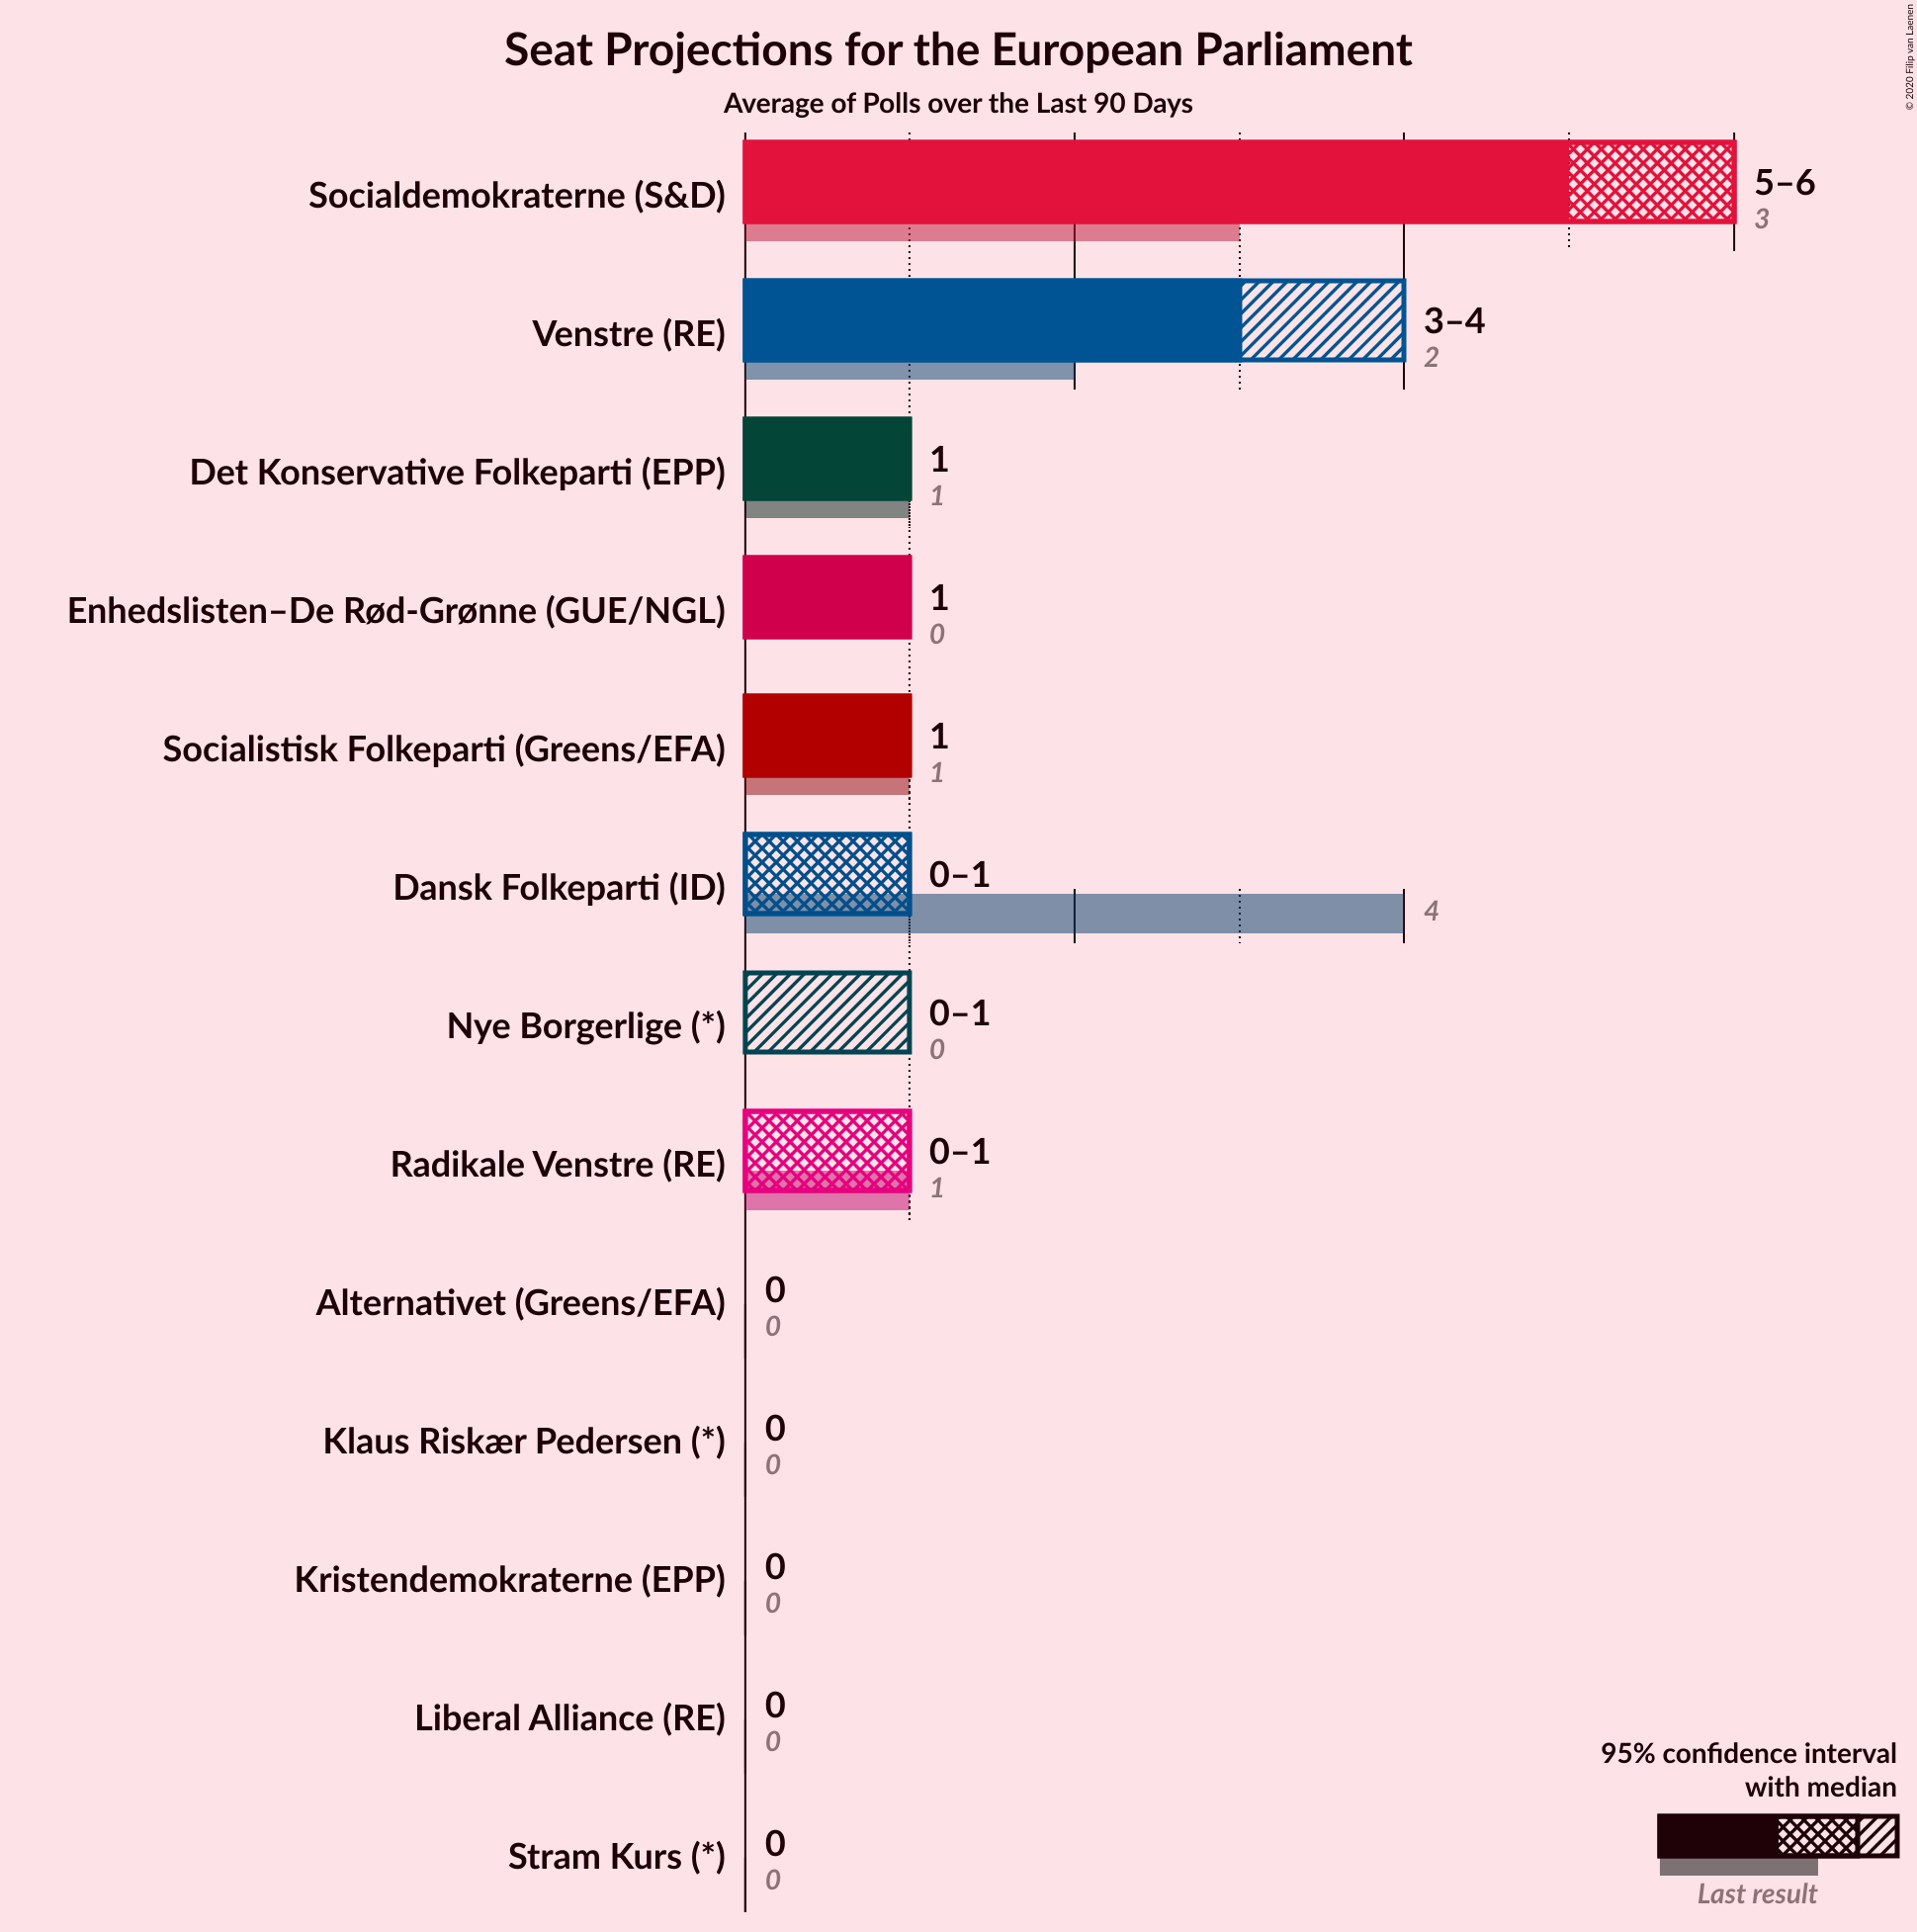 Seat Projections for the European Parliament
Average of Polls over the Last 90 Days
© 2020 Filip van Laenen
Socialdemokraterne (S&D)
5–6
3
Venstre (RE)
3–4
2
Det Konservative Folkeparti (EPP)
1
1
Enhedslisten–De Rød-Grønne (GUE/NGL)
1
0
Socialistisk Folkeparti (Greens/EFA)
1
1
Dansk Folkeparti (ID)
0–1
4
Nye Borgerlige (*)
0–1
0
Radikale Venstre (RE)
0–1
1
Alternativet (Greens/EFA)
0
0
Klaus Riskær Pedersen (*)
0
0
Kristendemokraterne (EPP)
0
0
Liberal Alliance (RE)
0
0
Stram Kurs (*)
0
0
95% confidence interval
with median
Last result